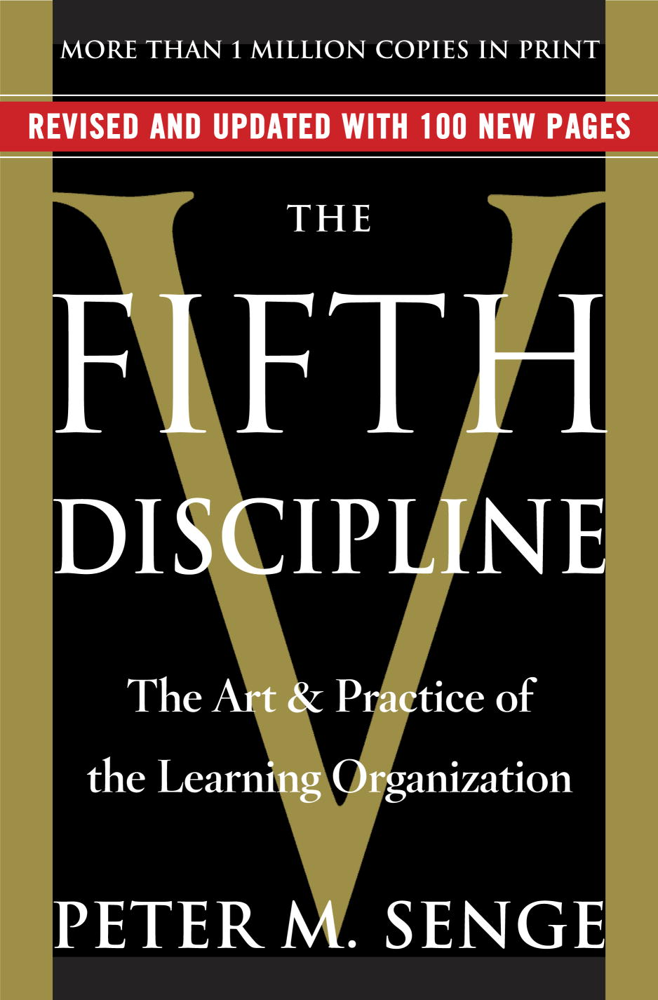 MORE THAN 1 MILLION COPIES IN PRINT
REVISED AND UPDATED WITH 100 NEW PAGES
THE
FIFTH
DISCIPLINE
The Art & Practice of
the Learning Organization
PETER M. SENGE
V